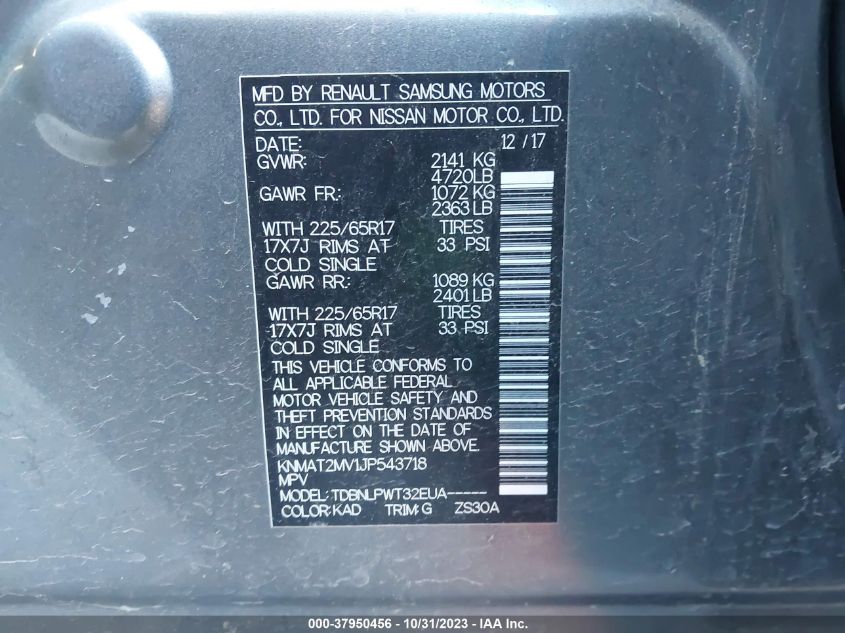 MFD BY RENAULT SAMSUNG MOTORS
CO., LTD. FOR NISSAN MOTOR CO., LTD.
DATE: 12 / 17
GVWR: 2141 KG
4720LB
GAWR FR: 1072 KG
2363 LB
WITH 225/65R17 TIRES
17X7J RIMS AT 33 PSI
COLD SINGLE
GAWR RR: 1089 KG
2401 LB
WITH 225/65R17 TIRES
17X7J RIMS AT 33 PSI
COLD SINGLE
THIS VEHICLE CONFORMS TO
ALL APPLICABLE FEDERAL
MOTOR VEHICLE SAFETY AND
THEFT PREVENTION STANDARDS
IN EFFECT ON THE DATE OF
MANUFACTURE SHOWN ABOVE.
KNMAT2MV1JP543718
MPV
MODEL: TDBNLPWT32EUA-----
COLOR: KAD TRIM: G ZS30A
000-37950456 - 10/31/2023 - IAA Inc.